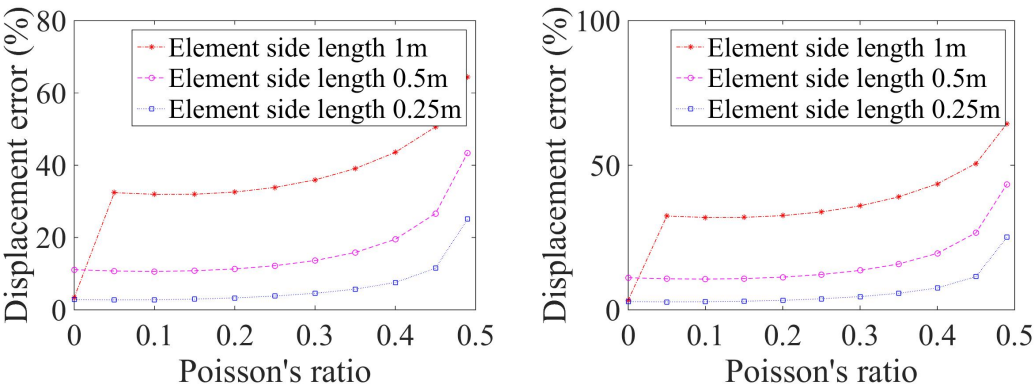 80
60
40
20
0
Displacement error (%)
Element side length 1m
Element side length 0.5m
Element side length 0.25m
0 0.1 0.2 0.3 0.4 0.5
Poisson's ratio
100
50
0
Displacement error (%)
Element side length 1m
Element side length 0.5m
Element side length 0.25m
0 0.1 0.2 0.3 0.4 0.5
Poisson's ratio